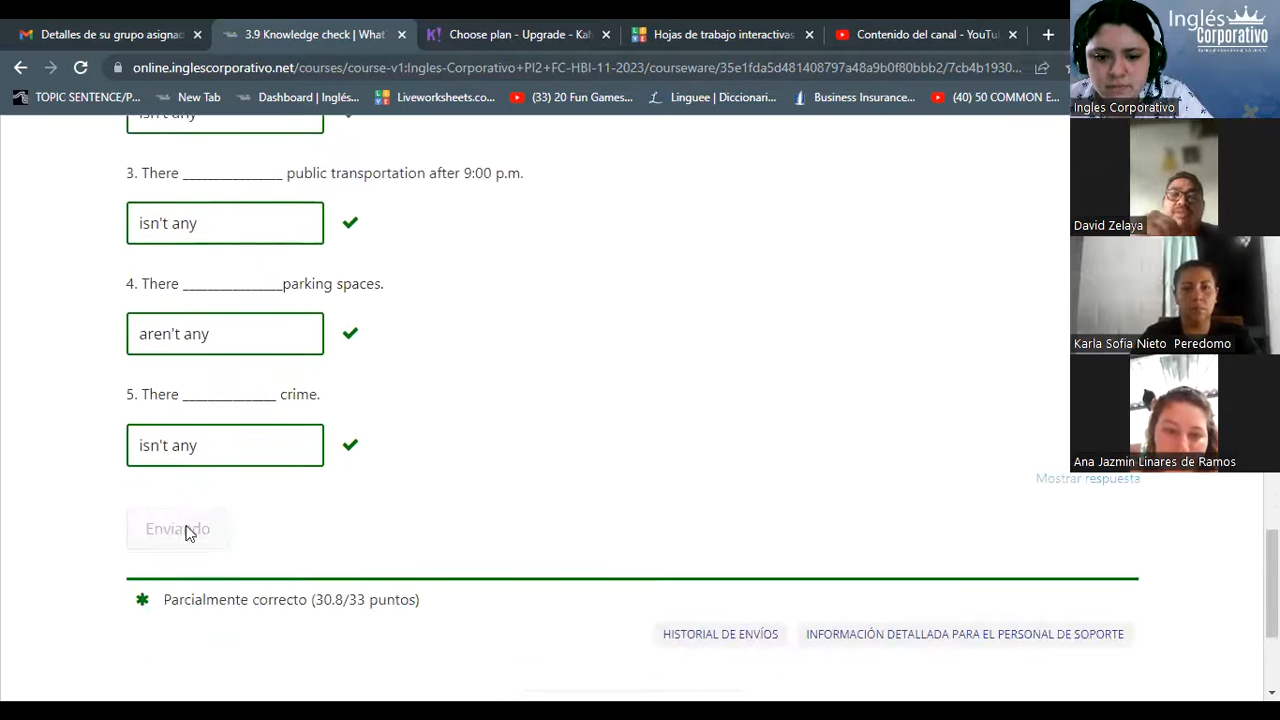 Detalles de su grupo asignad
3.9 Knowledge check | What'
Choose plan - Upgrade - Kah
Hojas de trabajo interactivas
Contenido del canal - YouTu
online.inglescorporativo.net/courses/course-v1:Ingles-Corporativo+PI2+FC-HBI-11-2023/courseware/35e1fda5d4814f8797a48a9b0f80bbb2/7cb4b1930...
TOPIC SENTENCE/P...
New Tab
Dashboard | Inglés...
Liveworksheets.co...
(33) 20 Fun Games...
Linguee | Diccionari...
Business Insurance...
(40) 50 COMMON E...
Inglés
Corporativo
Ingles Corporativo
David Zelaya
Karla Sofia Nieto Peredomo
Ana Jazmin Linares de Ramos
isn't any
3. There _______________ public transportation after 9:00 p.m.
isn't any
4. There _______________parking spaces.
aren't any
5. There ______________ crime.
isn't any
Mostrar respuesta
Enviando
Parcialmente correcto (30.8/33 puntos)
HISTORIAL DE ENVÍOS
INFORMACIÓN DETALLADA PARA EL PERSONAL DE SOPORTE